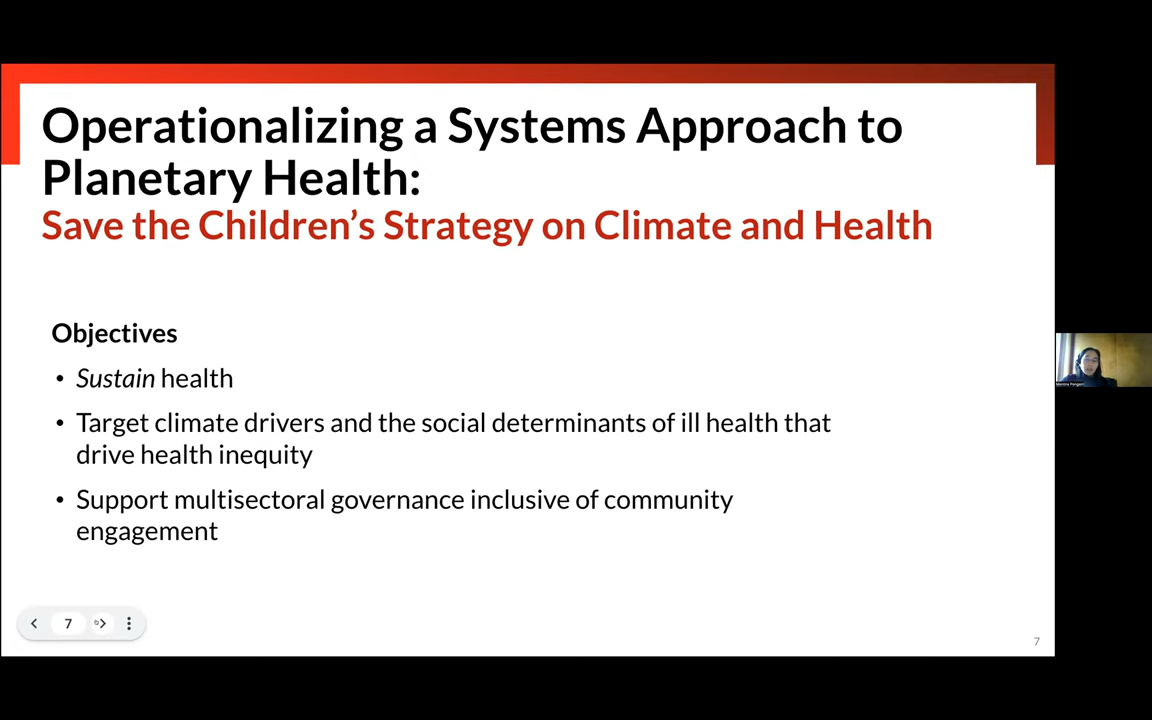 Operationalizing a Systems Approach to
Planetary Health:
Save the Children's Strategy on Climate and Health
Objectives
• Sustain health
• Target climate drivers and the social determinants of ill health that
drive health inequity
• Support multisectoral governance inclusive of community
engagement
7
7